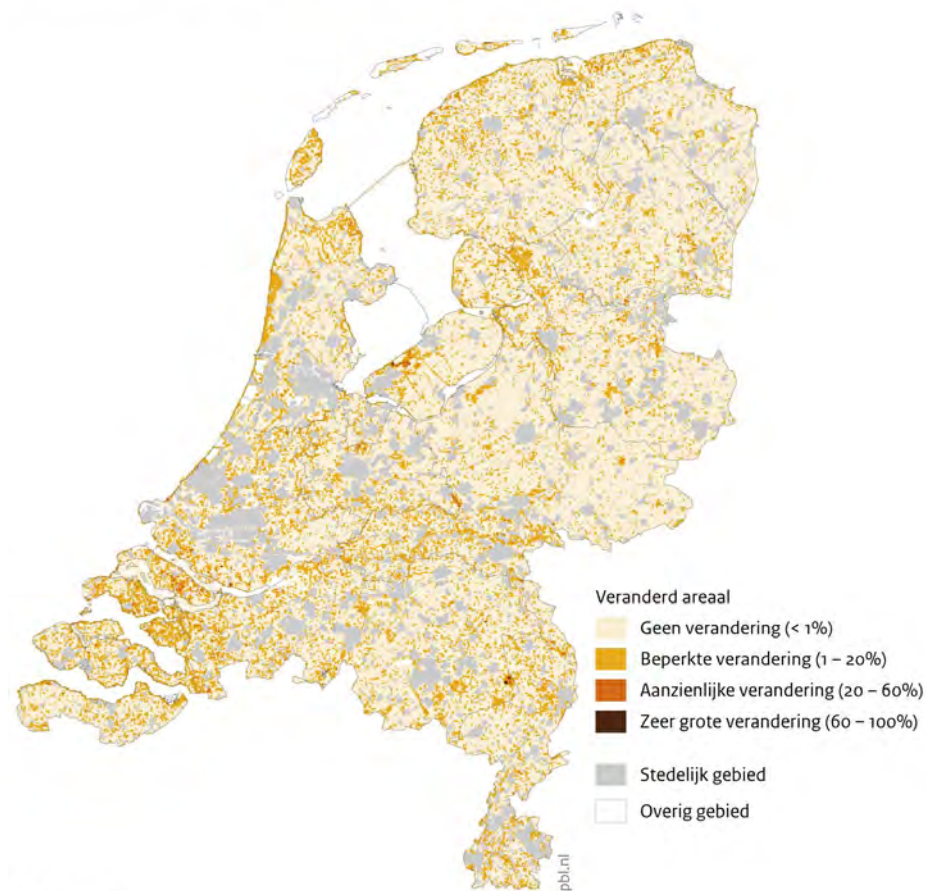 Veranderd areaal
Geen verandering (< 1%)
Beperkte verandering (1 – 20%)
Aanzienlijke verandering (20 – 60%)
Zeer grote verandering (60 – 100%)
Stedelijk gebied
Overig gebied
pbl.nl